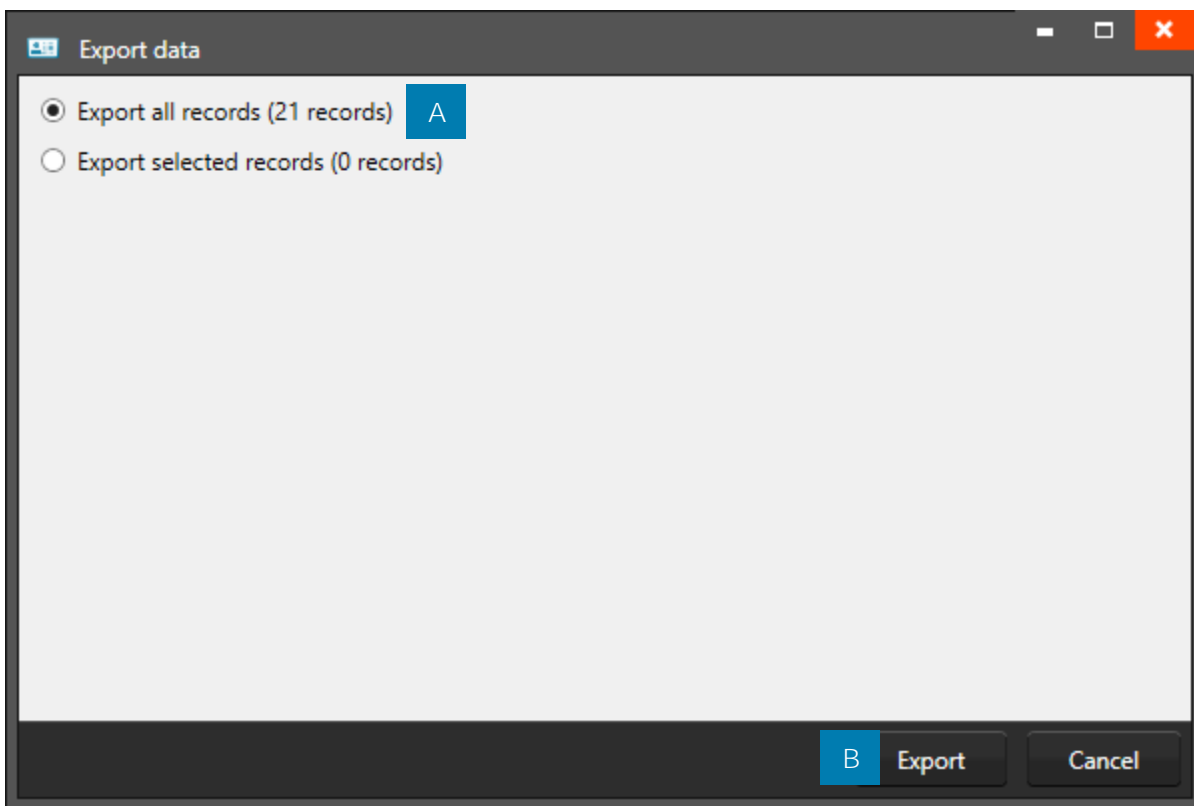 Export data
Export all records (21 records) A
Export selected records (0 records)
B Export Cancel